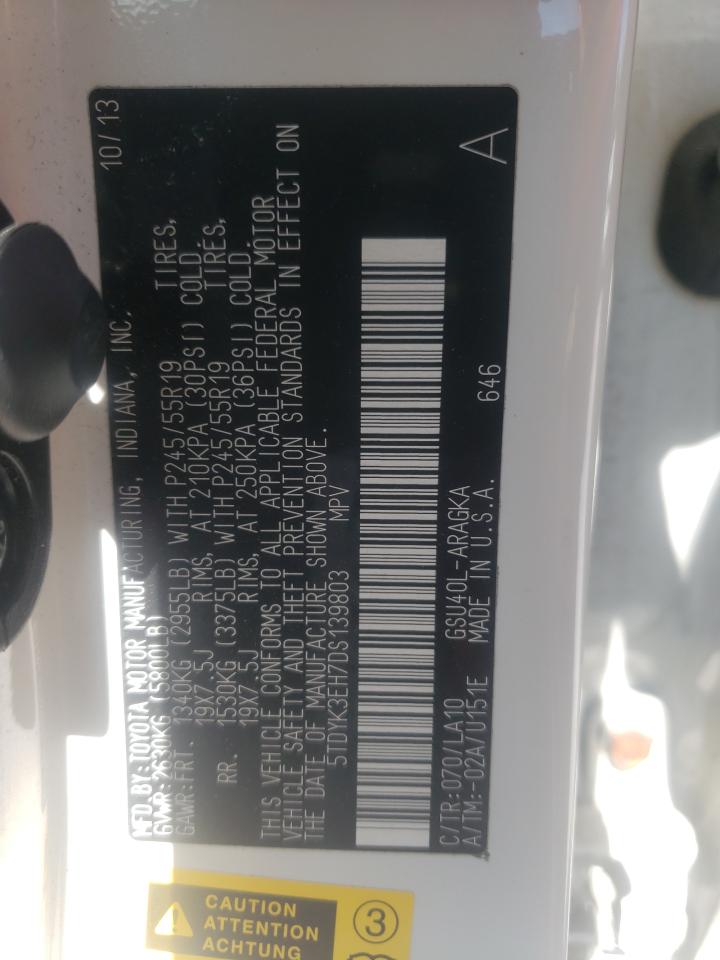 MFD.BY:TOYOTA MOTOR MANUFACTURING, INDIANA, INC. 10/13
GVWR:2630KG (5800LB)
GAWR:FRT. 1340KG (2955LB) WITH P245/55R19 TIRES,
19X7.5J RIMS, AT 210KPA (30PSI) COLD.
RR. 1530KG (3375LB) WITH P245/55R19 TIRES,
19X7.5J RIMS, AT 250KPA (36PSI) COLD.
THIS VEHICLE CONFORMS TO ALL APPLICABLE FEDERAL MOTOR
VEHICLE SAFETY AND THEFT PREVENTION STANDARDS IN EFFECT ON
THE DATE OF MANUFACTURE SHOWN ABOVE.
5TDYK3EH7DS139803 MPV
C/TR:070/LA10 GSU40L-ARAGKA 646 A
A/TM:-02A/U151E MADE IN U.S.A.
CAUTION
ATTENTION
ACHTUNG
3